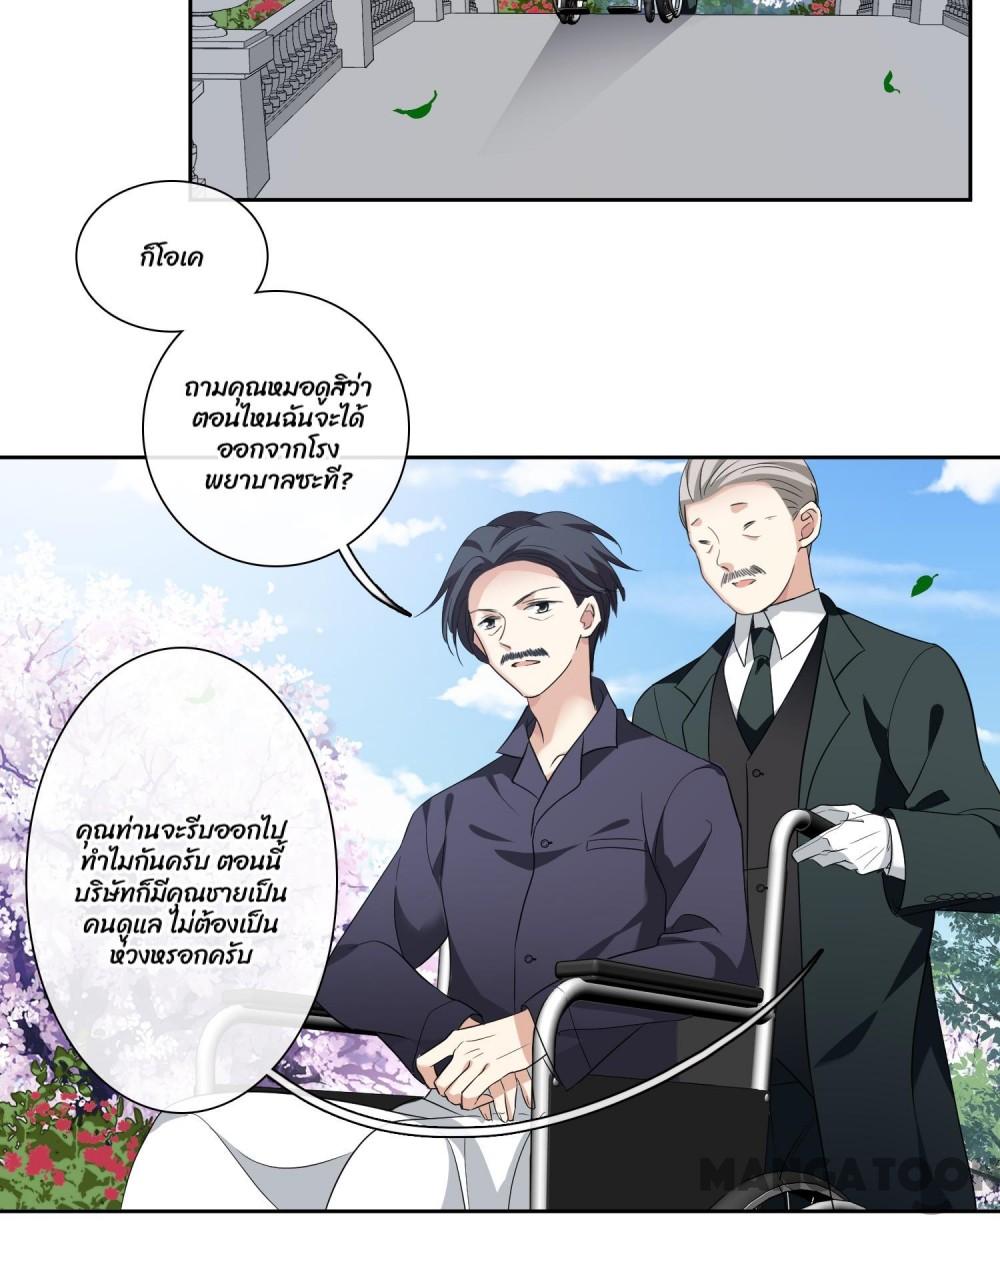 ก็โอเค
ถามคุณหมอดูสิว่า
ตอนไหนฉันจะได้
ออกจากโรง
พยาบาลซะที?
คุณท่านจะรีบออกไป
ทำไมกันครับ ตอนนี้
บริษัทก็มีคุณชายเป็น
คนดูแล ไม่ต้องเป็น
ห่วงหรอกครับ
MANGATOON